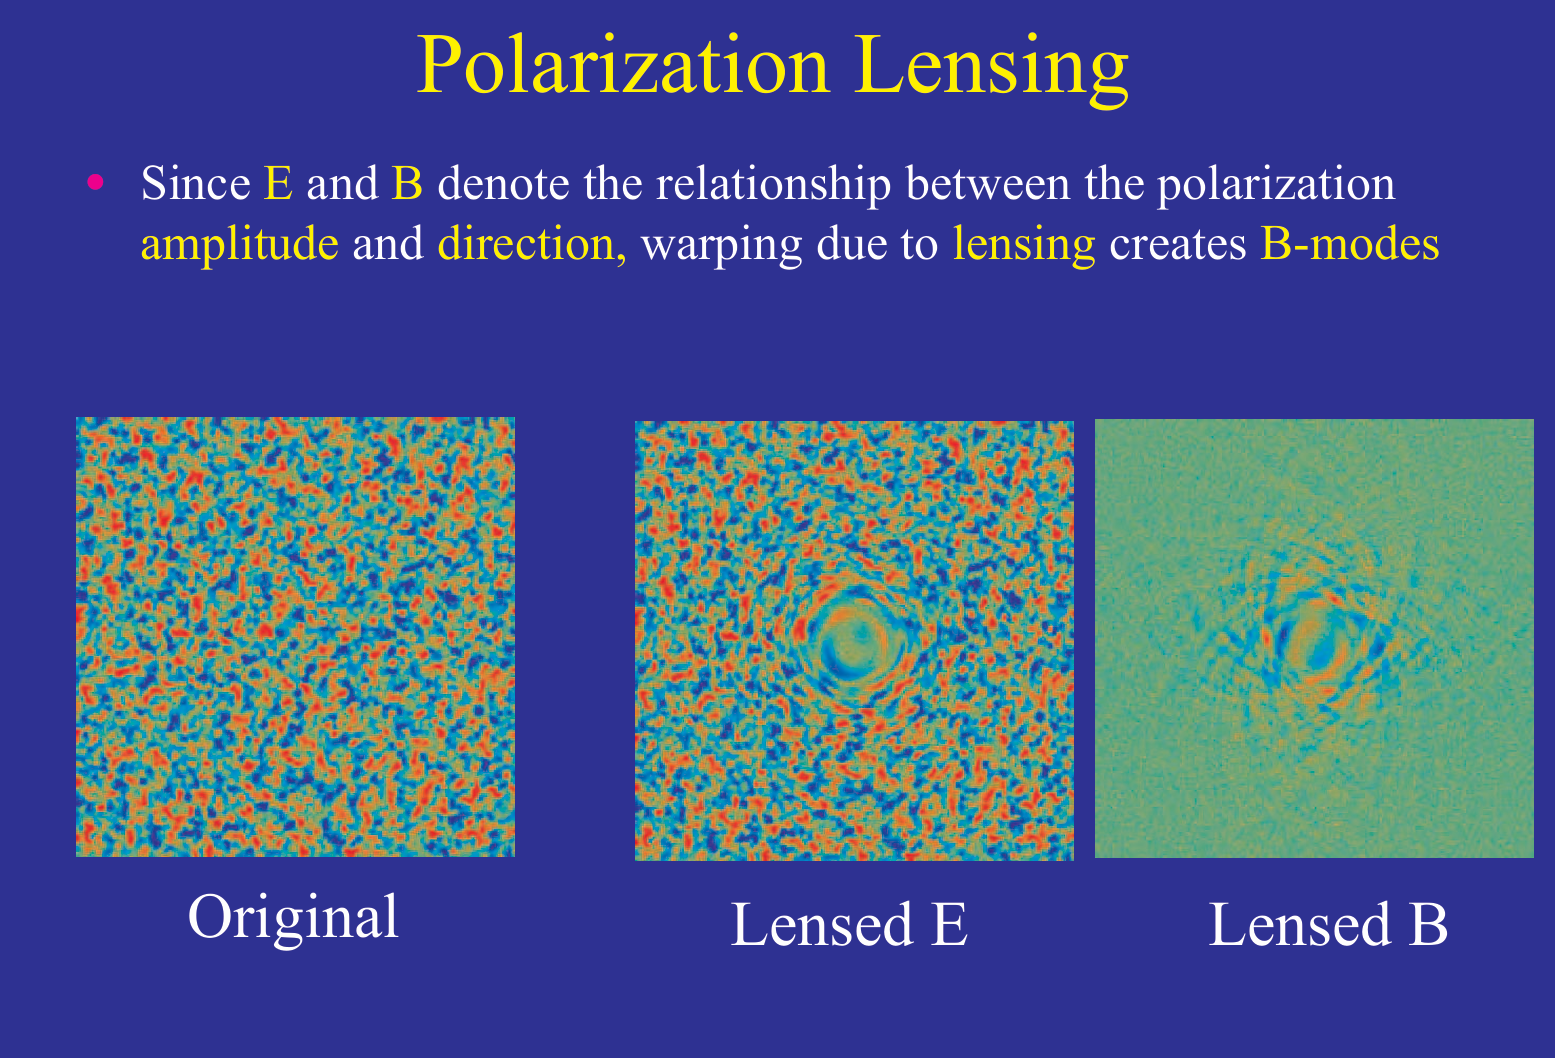 Polarization Lensing
• Since E and B denote the relationship between the polarization
amplitude and direction, warping due to lensing creates B-modes
Original
Lensed E
Lensed B